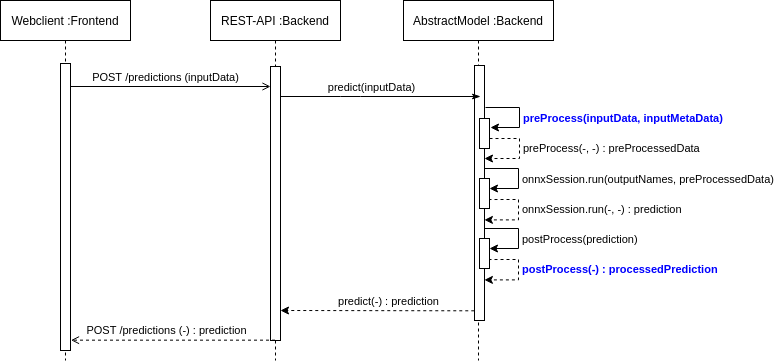 Webclient :Frontend
REST-API :Backend
AbstractModel :Backend
POST /predictions (inputData)
predict(inputData)
preProcess(inputData, inputMetaData)
preProcess(-, -) : preProcessedData
onnxSession.run(outputNames, preProcessedData)
onnxSession.run(-, -) : prediction
postProcess(prediction)
postProcess(-) : processedPrediction
predict(-) : prediction
POST /predictions (-) : prediction